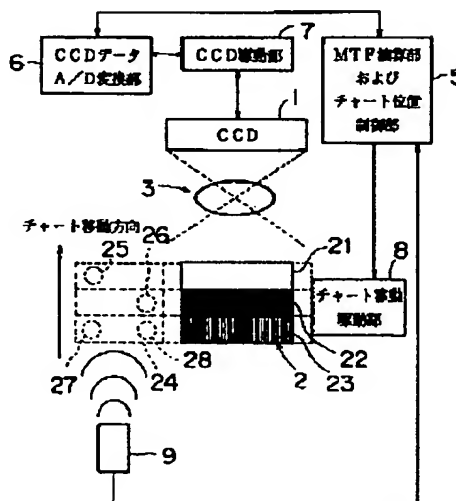 7
6
CCDデータ
A/D変換部
CCD駆動部
MTF演算部
および
チャート位置
制御部
5
1
CCD
3
チャート移動方向
26
25
21
8
チャート移動
駆動部
22
23
27
24
28
2
9